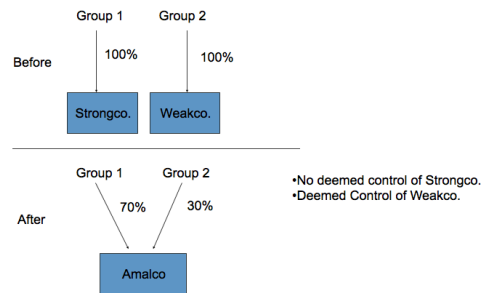 Group 1 Group 2
100% 100%
Before
Strongco. Weakco.
Group 1 Group 2
•No deemed control of Strongco.
•Deemed Control of Weakco.
70% 30%
After
Amalco